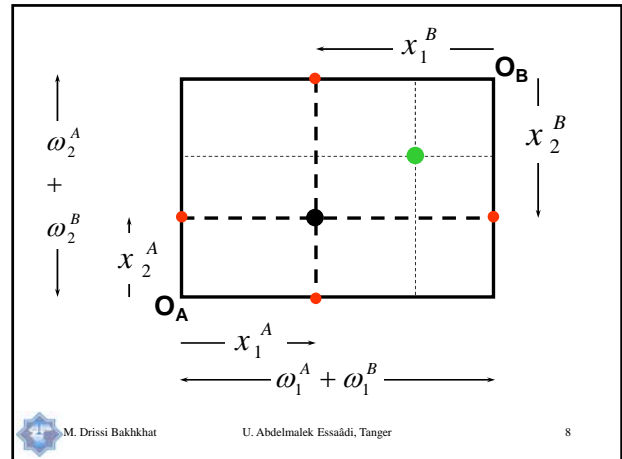 x_1^B
O_B
ω_2^A
+
ω_2^B
x_2^B
x_2^A
O_A
x_1^A
ω_1^A + ω_1^B
M. Drissi Bakhkhat U. Abdelmalek Essaâdi, Tanger 8